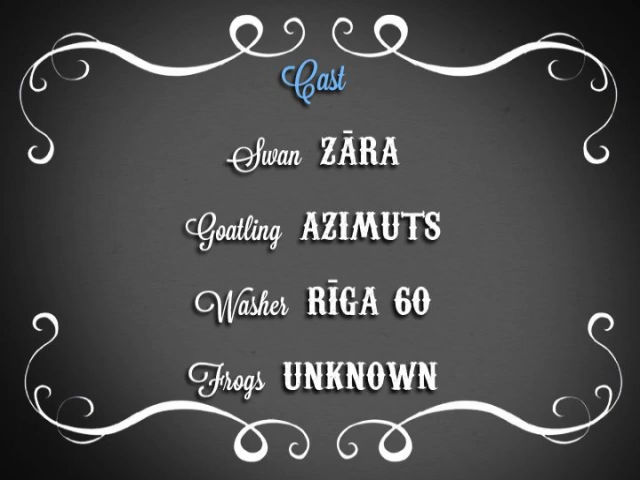 Cast
Swan ZĀRA
Goatling AZIMUTS
Washer RĪGA 60
Frogs UNKNOWN